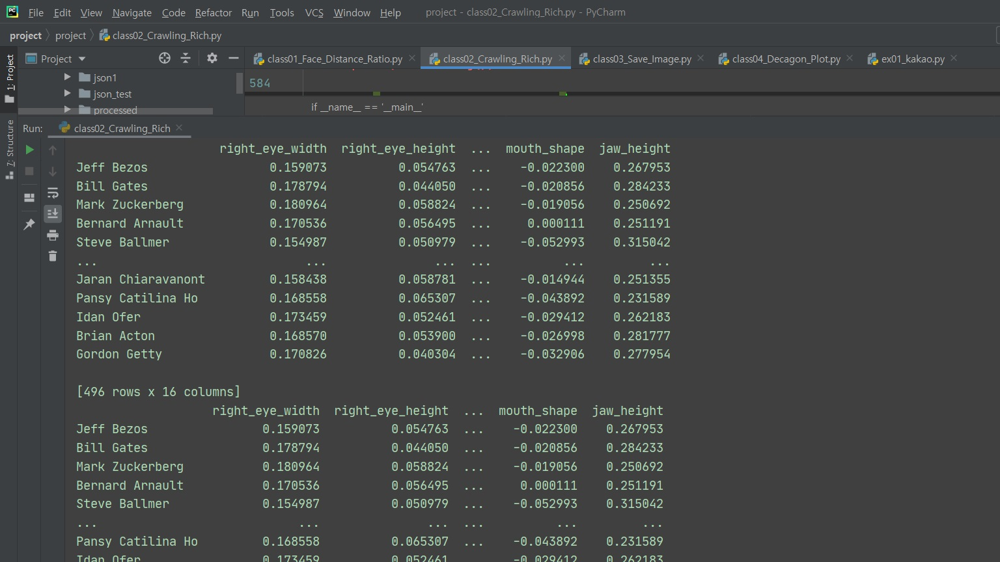 PC File Edit View Navigate Code Refactor Run Tools VCS Window Help project - class02_Crawling_Rich.py - PyCharm
project project class02_Crawling_Rich.py
1: Project
Project class01_Face_Distance_Ratio.py class02_Crawling_Rich.py class03_Save_Image.py class04_Decagon_Plot.py ex01_kakao.py
json1
json_test
processed
584
if __name__ == '__main__'
7: Structure
Run: class02_Crawling_Rich
right_eye_width right_eye_height ... mouth_shape jaw_height
Jeff Bezos 0.159073 0.054763 ... -0.022300 0.267953
Bill Gates 0.178794 0.044050 ... -0.020856 0.284233
Mark Zuckerberg 0.180964 0.058824 ... -0.019056 0.250692
Bernard Arnault 0.170536 0.056495 ... 0.000111 0.251191
Steve Ballmer 0.154987 0.050979 ... -0.052993 0.315042
... ... ... ... ... ...
Jaran Chiaravanont 0.158438 0.058781 ... -0.014944 0.251355
Pansy Catilina Ho 0.168558 0.065307 ... -0.043892 0.231589
Idan Ofer 0.173459 0.052461 ... -0.029412 0.262183
Brian Acton 0.168570 0.053900 ... -0.026998 0.281777
Gordon Getty 0.170826 0.040304 ... -0.032906 0.277954
[496 rows x 16 columns]
right_eye_width right_eye_height ... mouth_shape jaw_height
Jeff Bezos 0.159073 0.054763 ... -0.022300 0.267953
Bill Gates 0.178794 0.044050 ... -0.020856 0.284233
Mark Zuckerberg 0.180964 0.058824 ... -0.019056 0.250692
Bernard Arnault 0.170536 0.056495 ... 0.000111 0.251191
Steve Ballmer 0.154987 0.050979 ... -0.052993 0.315042
... ... ... ... ... ...
Pansy Catilina Ho 0.168558 0.065307 ... -0.043892 0.231589
Idan Ofer 0.173459 0.052461 ... -0.029412 0.262183